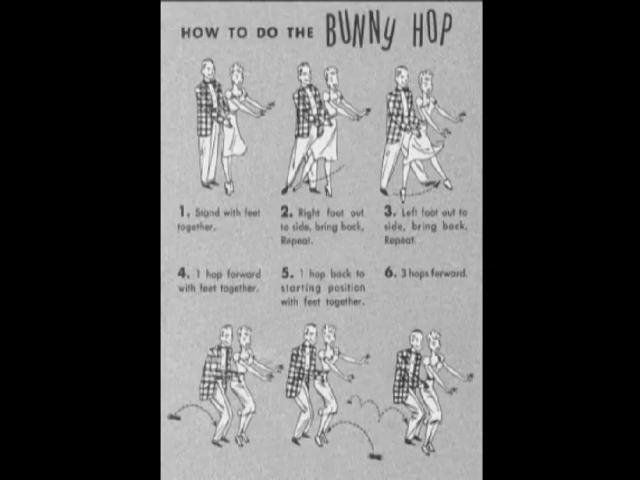 HOW TO DO THE BUNNY HOP
1. Stand with feet
together.
2. Right foot out
to side, bring back.
Repeat.
3. Left foot out to
side, bring back.
Repeat.
4. 1 hop forward
with feet together.
5. 1 hop back to
starting position
with feet together.
6. 3 hops forward.